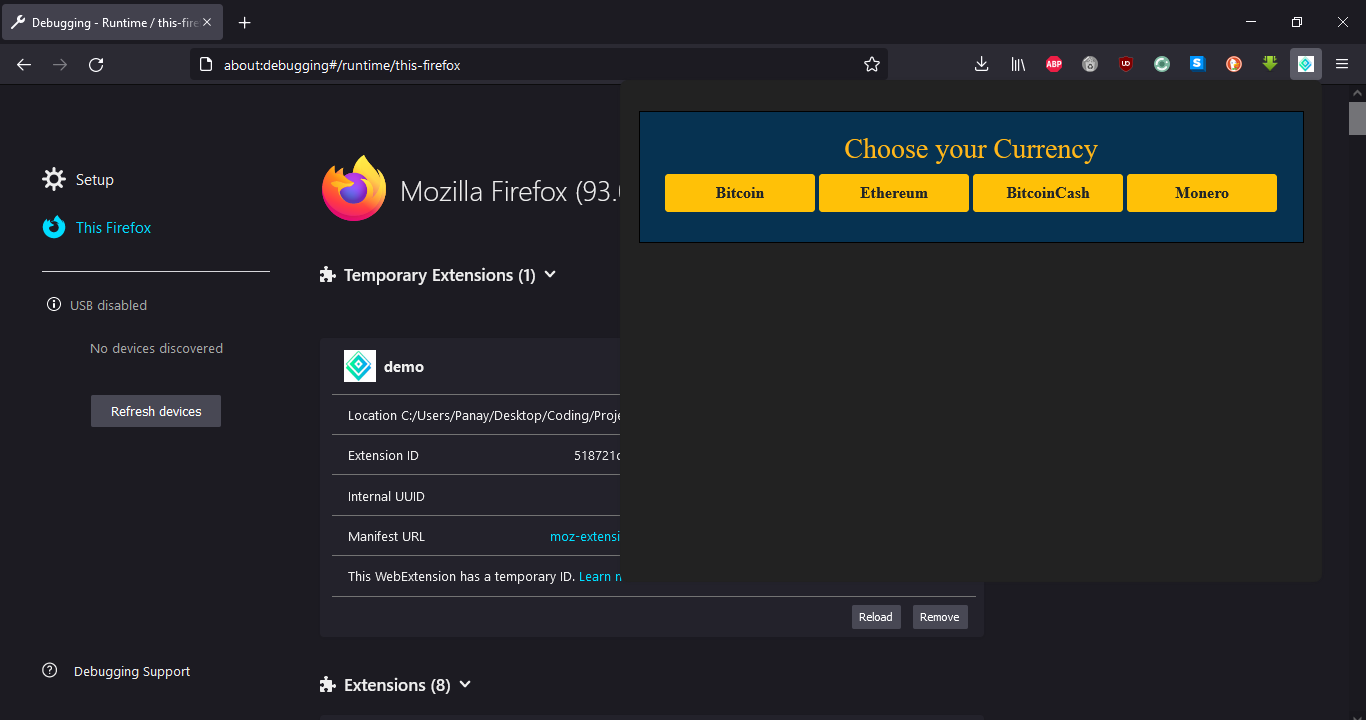 Debugging - Runtime / this-fire
about:debugging#/runtime/this-firefox
ABP
UD
S
Setup
This Firefox
USB disabled
No devices discovered
Refresh devices
Debugging Support
Mozilla Firefox (93.
Temporary Extensions (1)
demo
Location C:/Users/Panay/Desktop/Coding/Proje
Extension ID 518721
Internal UUID
Manifest URL moz-extensi
This WebExtension has a temporary ID. Learn
Reload Remove
Extensions (8)
Choose your Currency
Bitcoin Ethereum BitcoinCash Monero